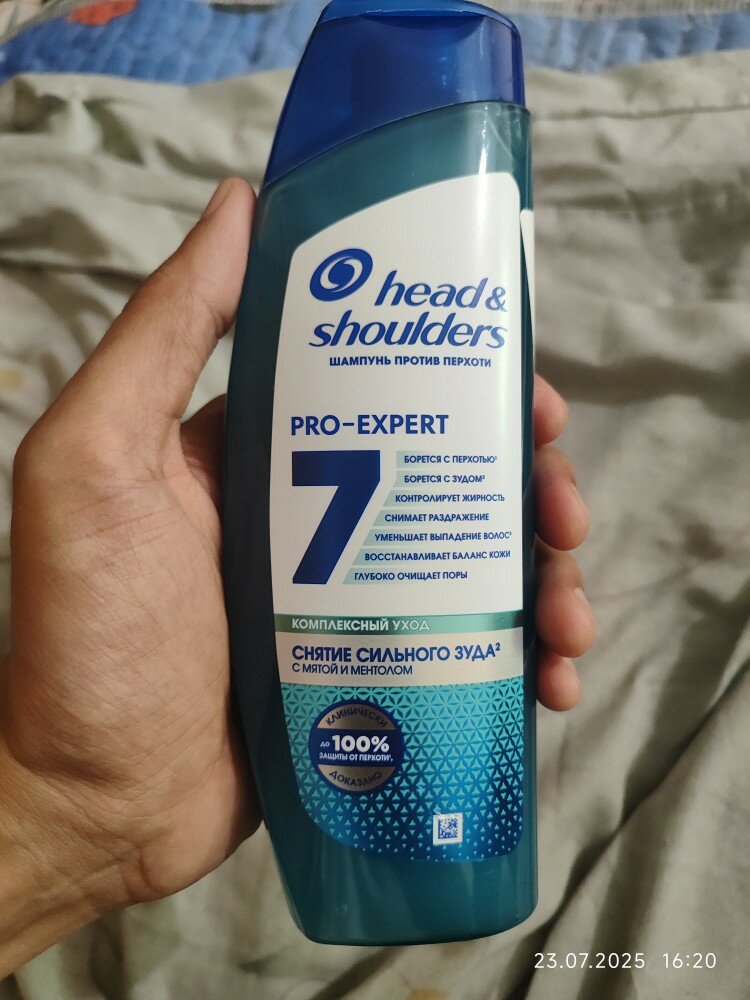 head&
shoulders
ШАМПУНЬ ПРОТИВ ПЕРХОТИ
PRO-EXPERT
7
БОРЕТСЯ С ПЕРХОТЬЮ¹
БОРЕТСЯ С ЗУДОМ²
КОНТРОЛИРУЕТ ЖИРНОСТЬ
СНИМАЕТ РАЗДРАЖЕНИЕ
УМЕНЬШАЕТ ВЫПАДЕНИЕ ВОЛОС³
ВОССТАНАВЛИВАЕТ БАЛАНС КОЖИ
ГЛУБОКО ОЧИЩАЕТ ПОРЫ
КОМПЛЕКСНЫЙ УХОД
СНЯТИЕ СИЛЬНОГО ЗУДА²
С МЯТОЙ И МЕНТОЛОМ
КЛИНИЧЕСКИ
ДО 100%
ЗАЩИТЫ ОТ ПЕРХОТИ¹,
ДОКАЗАНО
23.07.2025 16:20